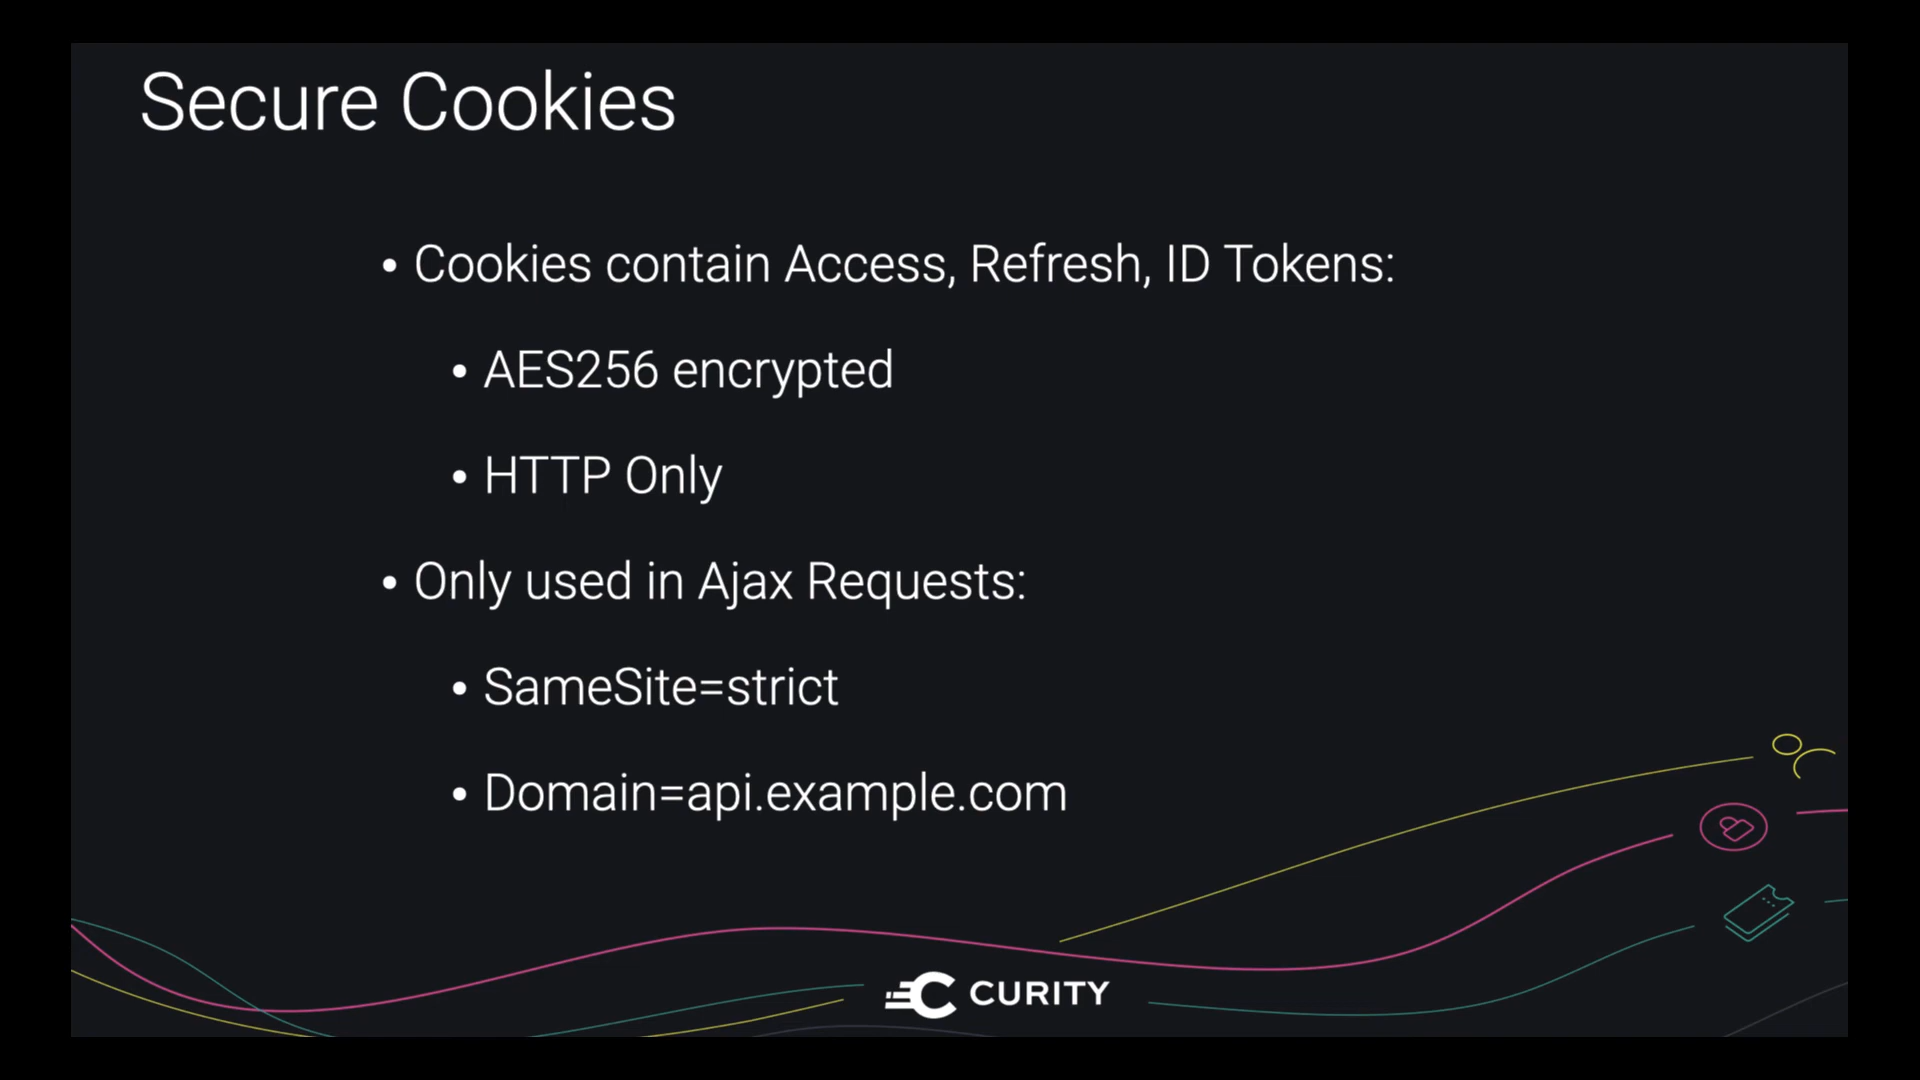 Secure Cookies
• Cookies contain Access, Refresh, ID Tokens:
• AES256 encrypted
• HTTP Only
• Only used in Ajax Requests:
• SameSite=strict
• Domain=api.example.com
CURITY